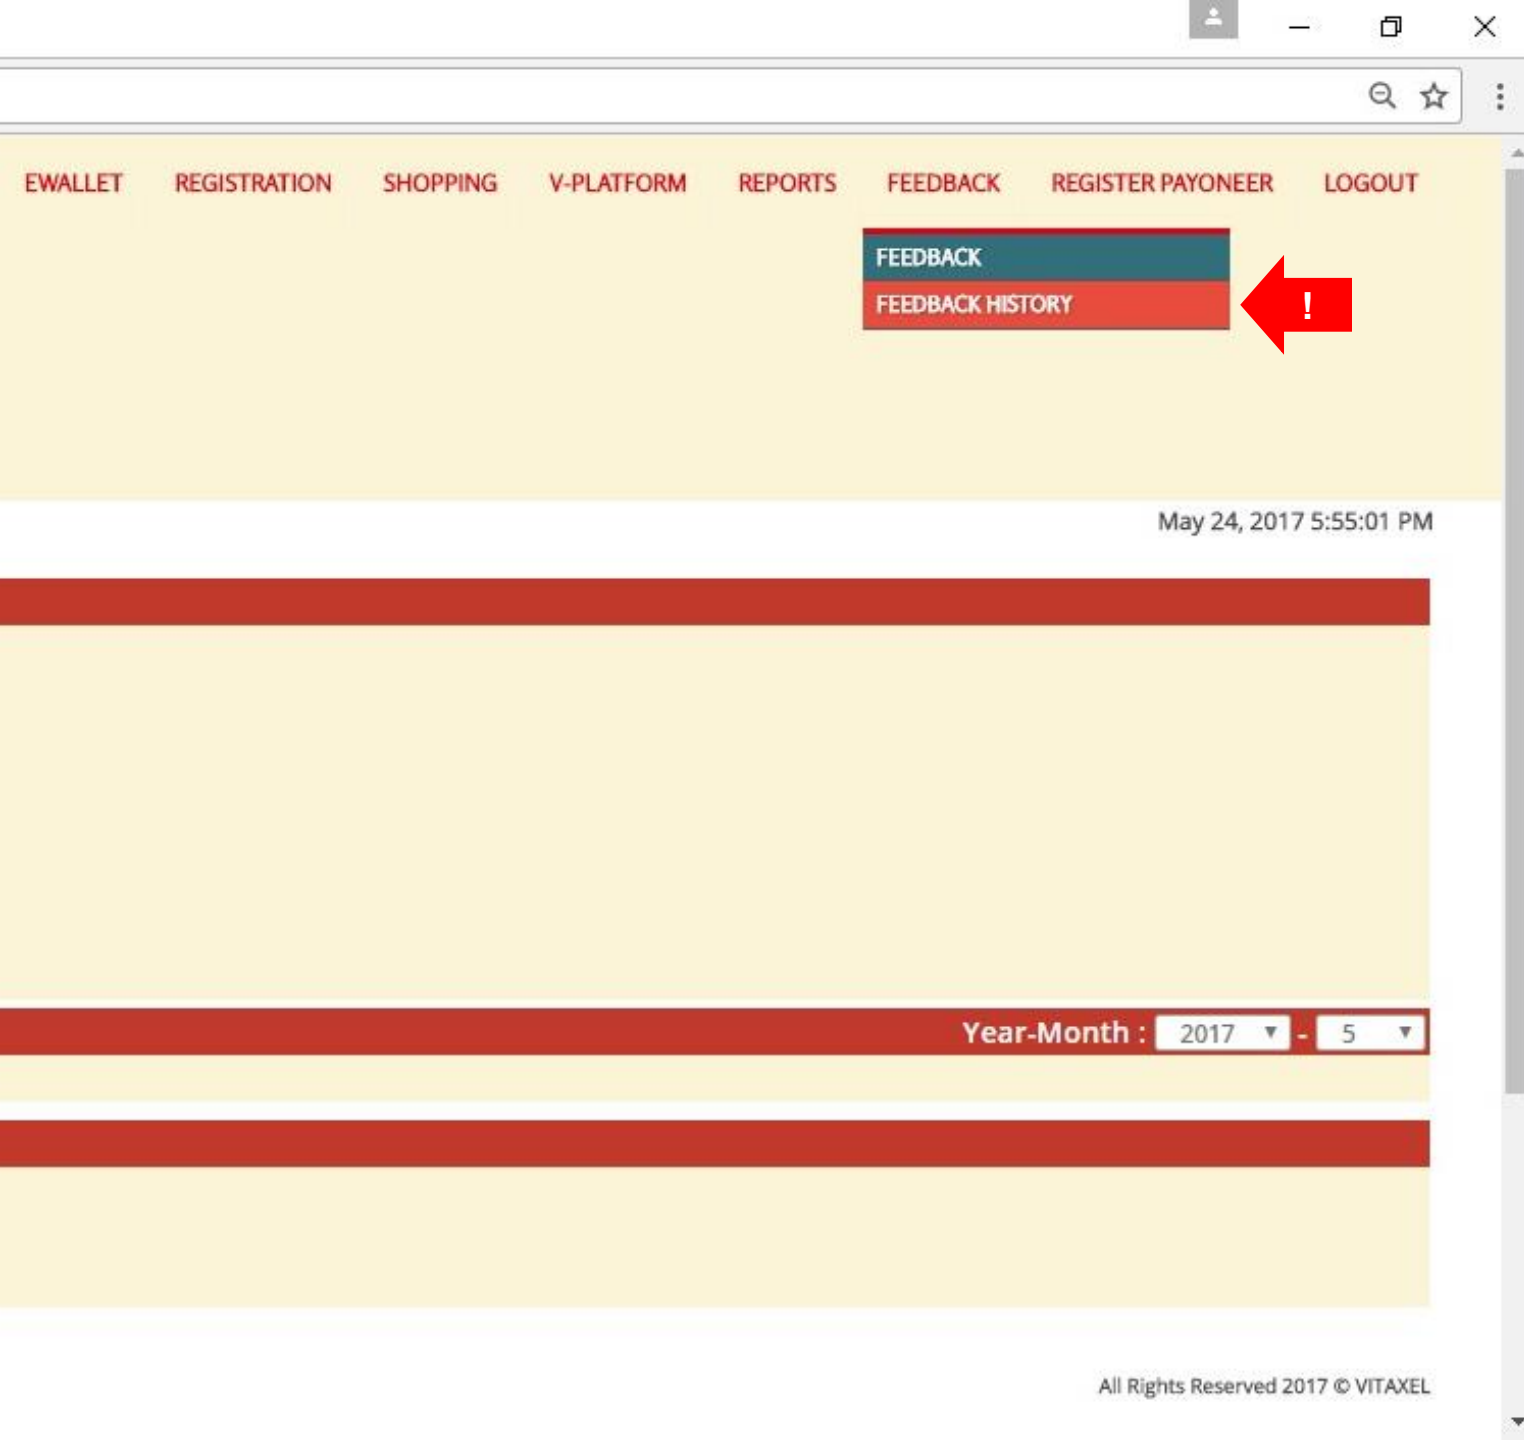 EWALLET REGISTRATION SHOPPING V-PLATFORM REPORTS FEEDBACK REGISTER PAYONEER LOGOUT
FEEDBACK
FEEDBACK HISTORY
!
May 24, 2017 5:55:01 PM
Year-Month : 2017 - 5
All Rights Reserved 2017 © VITAXEL